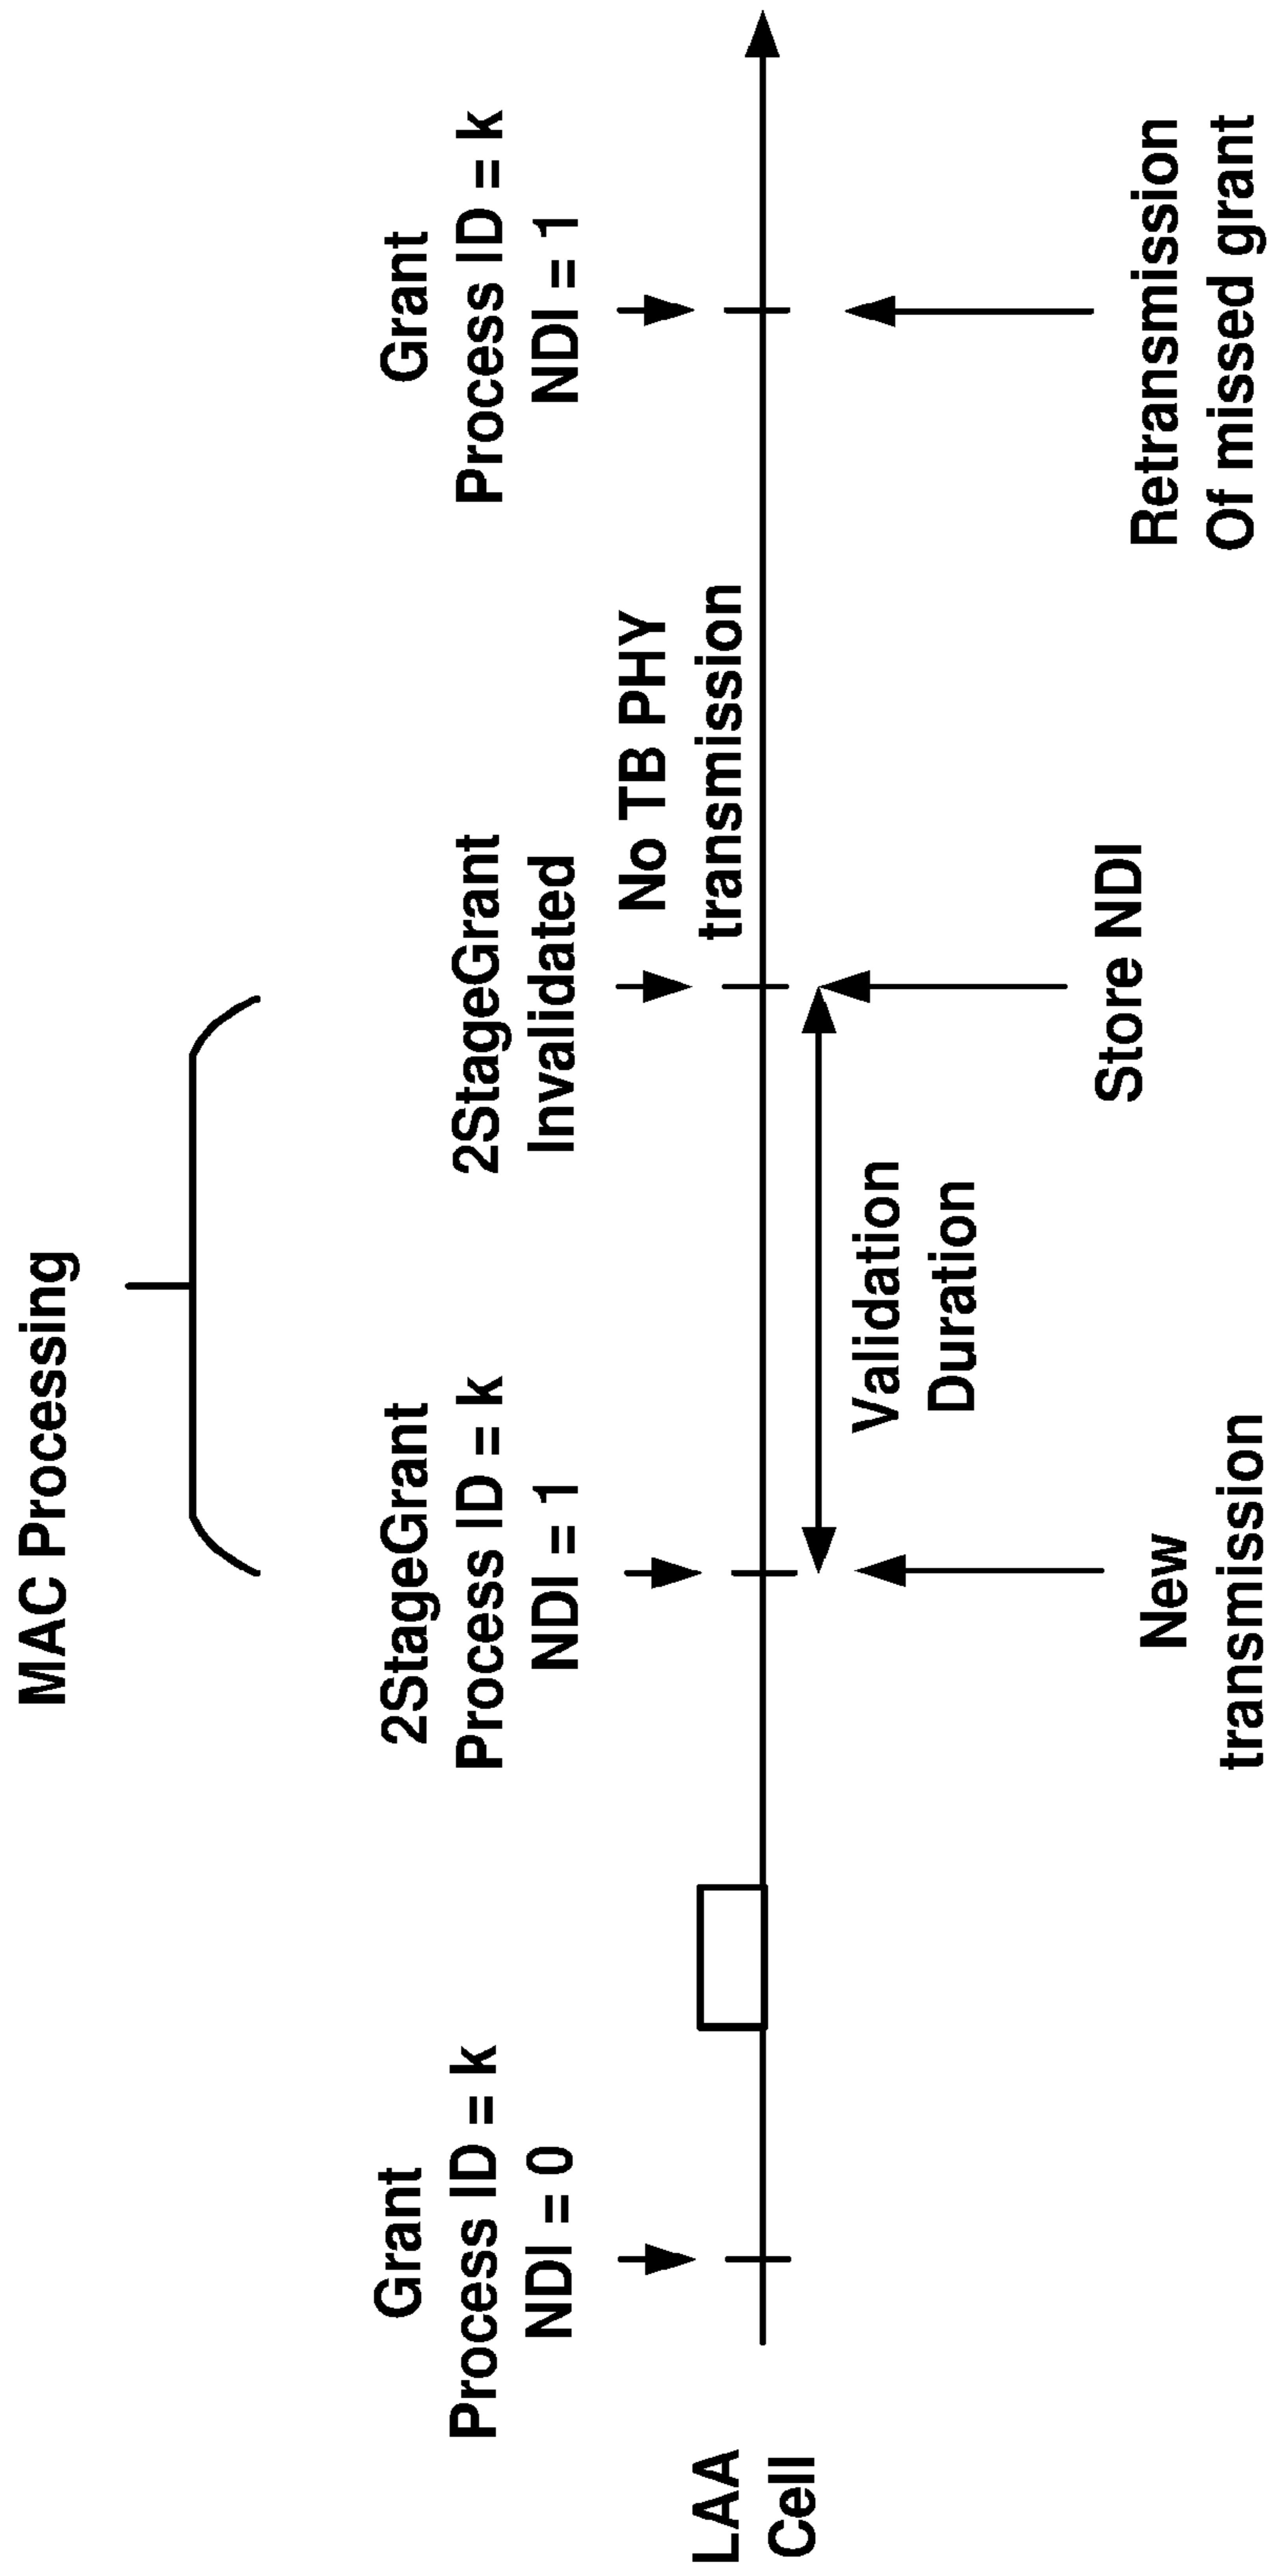 MAC Processing
Grant
Process ID = k
NDI = 0
2StageGrant
Process ID = k
NDI = 1
2StageGrant
Invalidated
No TB PHY
transmission
Grant
Process ID = k
NDI = 1
LAA
Cell
Validation
Duration
New
transmission
Store NDI
Retransmission
Of missed grant